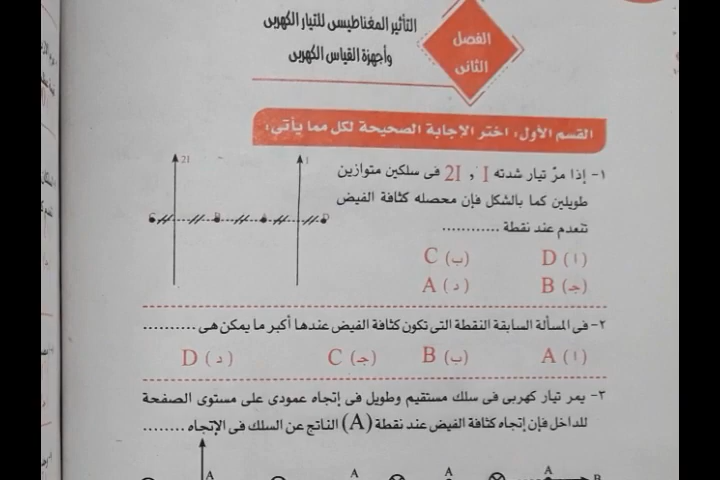 الفصل
الثانى
التأثير المغناطيسى للتيار الكهربى
وأجهزة القياس الكهربى
القسم الأول: اختر الإجابة الصحيحة لكل مما يأتى:
١- إذا مرّ تيار شدته I , 2I فى سلكين متوازين
طويلين كما بالشكل فإن محصله كثافة الفيض
تنعدم عند نقطة ............
2I I
C D
(ا) D (ب) C
(جـ) B (د) A
٢- فى المسألة السابقة النقطة التى تكون كثافة الفيض عندها أكبر ما يمكن هى ..........
(ا) A (ب) B (جـ) C (د) D
٣- يمر تيار كهربى فى سلك مستقيم وطويل فى إتجاه عمودى على مستوى الصفحة
للداخل فإن إتجاه كثافة الفيض عند نقطة (A) الناتج عن السلك فى الإتجاه ........
A A A A B